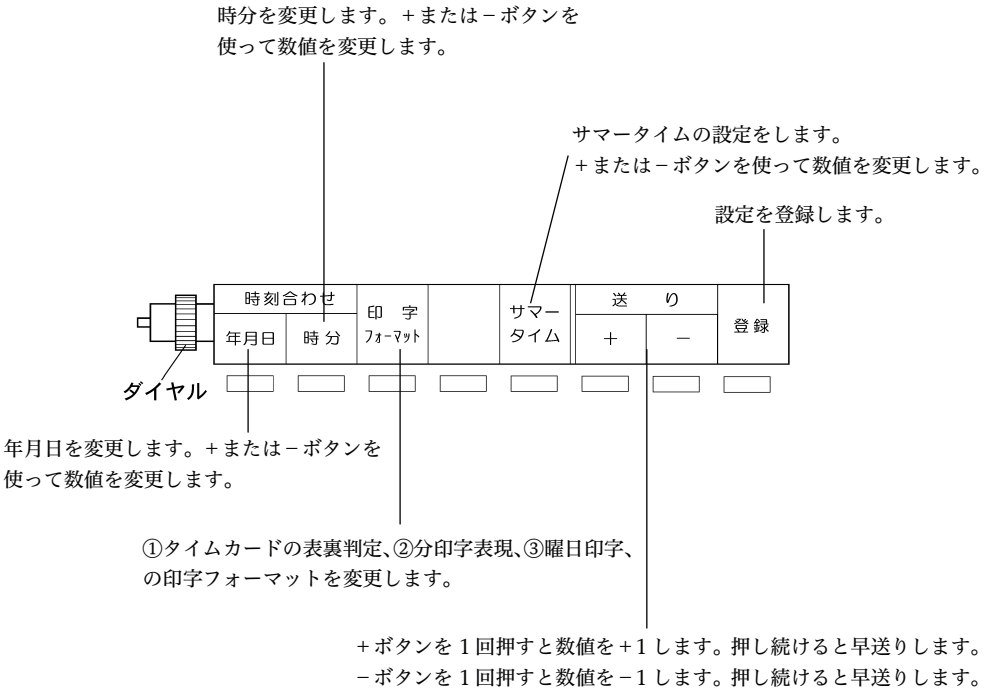 時分を変更します。+または-ボタンを
使って数値を変更します。
サマータイムの設定をします。
+または-ボタンを使って数値を変更します。
設定を登録します。
時刻合わせ
年月日
時分
印 字
フォーマット
サマー
タイム
送 り
+
-
登録
ダイヤル
年月日を変更します。+または-ボタンを
使って数値を変更します。
①タイムカードの表裏判定、②分印字表現、③曜日印字、
の印字フォーマットを変更します。
+ボタンを1回押すと数値を+1します。押し続けると早送りします。
-ボタンを1回押すと数値を-1します。押し続けると早送りします。